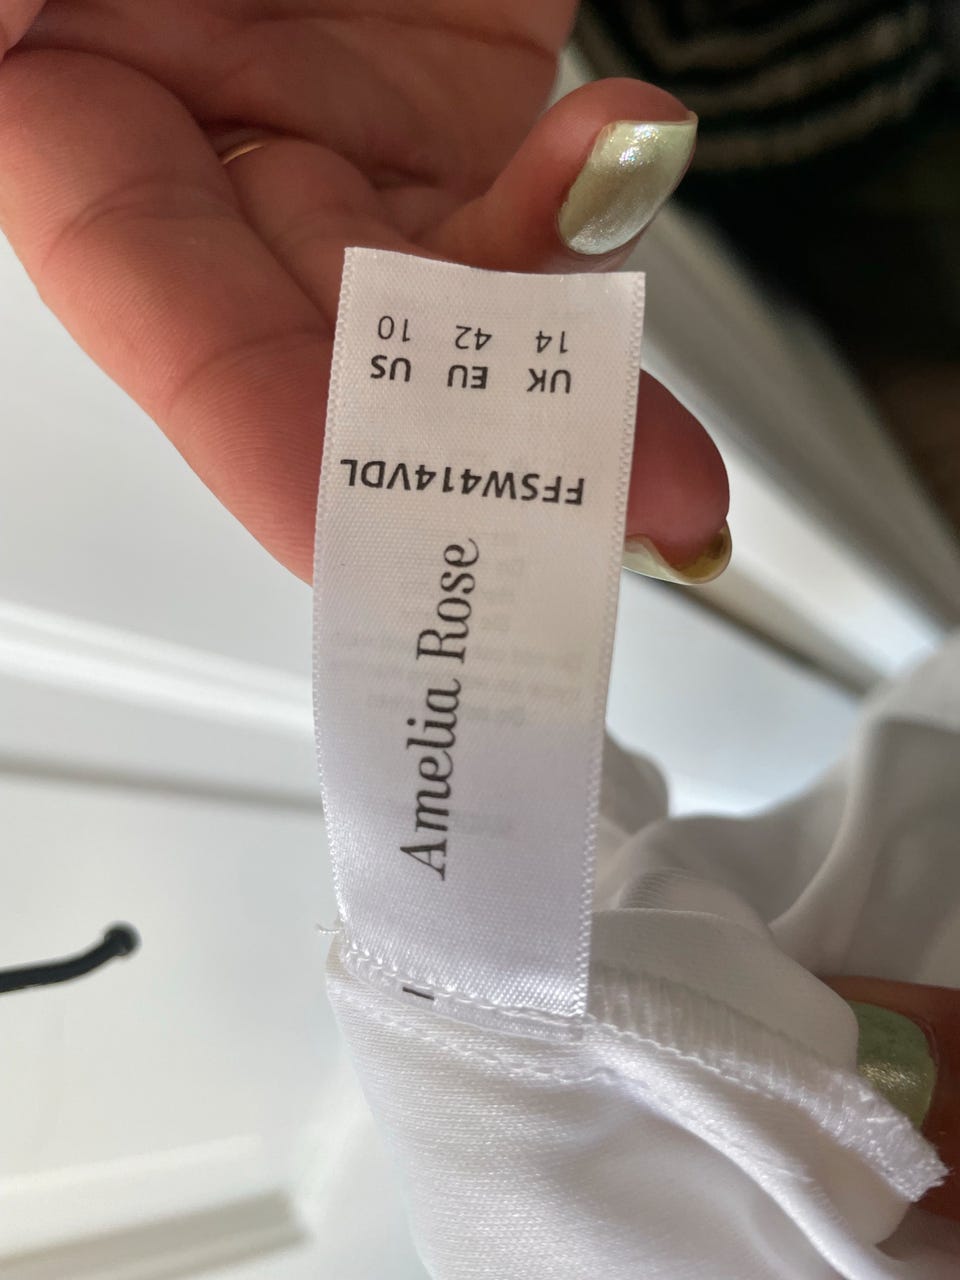 Amelia Rose
FFSW414VDL
UK EU US
14 42 10